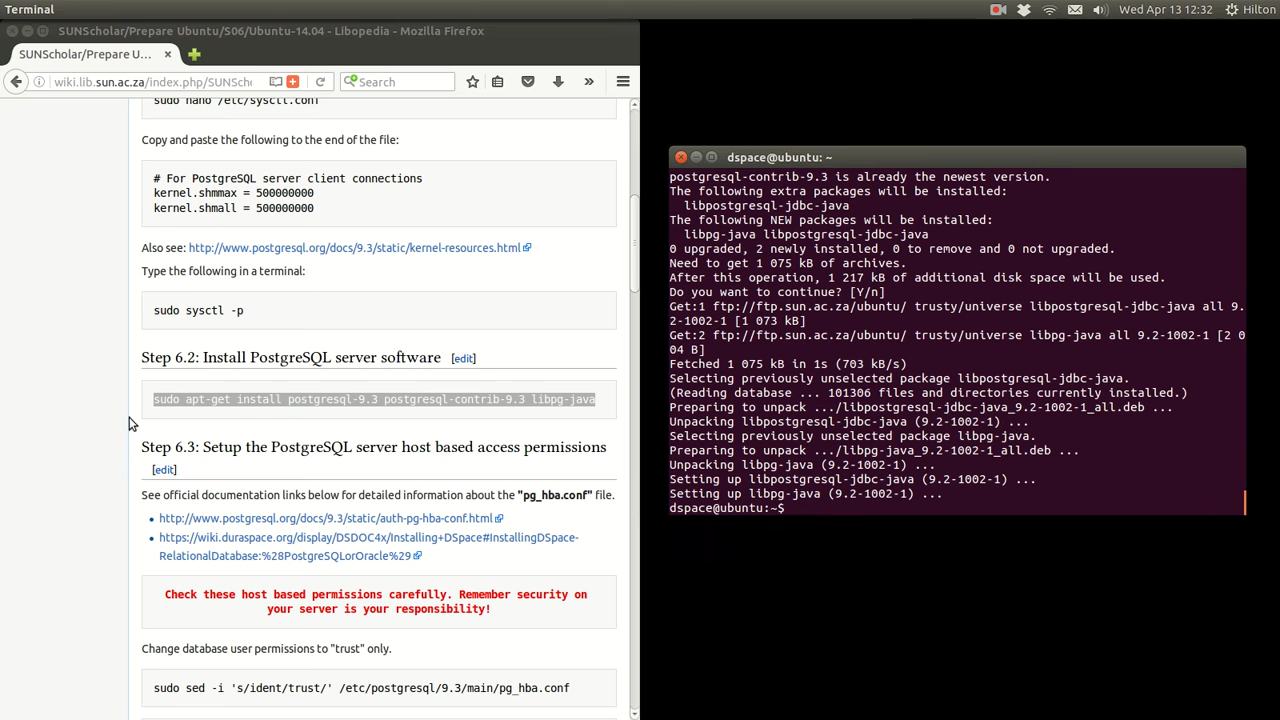 Terminal
Wed Apr 13 12:32
Hilton
SUNScholar/Prepare Ubuntu/S06/Ubuntu-14.04 - Libopedia - Mozilla Firefox
SUNScholar/Prepare U...
wiki.lib.sun.ac.za/index.php/SUNScho
Search
sudo nano /etc/sysctl.conf
Copy and paste the following to the end of the file:
# For PostgreSQL server client connections
kernel.shmmax = 500000000
kernel.shmall = 500000000
Also see: http://www.postgresql.org/docs/9.3/static/kernel-resources.html
Type the following in a terminal:
sudo sysctl -p
Step 6.2: Install PostgreSQL server software [edit]
sudo apt-get install postgresql-9.3 postgresql-contrib-9.3 libpg-java
Step 6.3: Setup the PostgreSQL server host based access permissions
[edit]
See official documentation links below for detailed information about the "pg_hba.conf" file.
http://www.postgresql.org/docs/9.3/static/auth-pg-hba-conf.html
https://wiki.duraspace.org/display/DSDOC4x/Installing+DSpace#InstallingDSpace-
RelationalDatabase:%28PostgreSQLorOracle%29
Check these host based permissions carefully. Remember security on
your server is your responsibility!
Change database user permissions to "trust" only.
sudo sed -i 's/ident/trust/' /etc/postgresql/9.3/main/pg_hba.conf
dspace@ubuntu: ~
postgresql-contrib-9.3 is already the newest version.
The following extra packages will be installed:
libpostgresql-jdbc-java
The following NEW packages will be installed:
libpg-java libpostgresql-jdbc-java
0 upgraded, 2 newly installed, 0 to remove and 0 not upgraded.
Need to get 1 075 kB of archives.
After this operation, 1 217 kB of additional disk space will be used.
Do you want to continue? [Y/n]
Get:1 ftp://ftp.sun.ac.za/ubuntu/ trusty/universe libpostgresql-jdbc-java all 9.
2-1002-1 [1 073 kB]
Get:2 ftp://ftp.sun.ac.za/ubuntu/ trusty/universe libpg-java all 9.2-1002-1 [2 0
04 B]
Fetched 1 075 kB in 1s (703 kB/s)
Selecting previously unselected package libpostgresql-jdbc-java.
(Reading database ... 101306 files and directories currently installed.)
Preparing to unpack .../libpostgresql-jdbc-java_9.2-1002-1_all.deb ...
Unpacking libpostgresql-jdbc-java (9.2-1002-1) ...
Selecting previously unselected package libpg-java.
Preparing to unpack .../libpg-java_9.2-1002-1_all.deb ...
Unpacking libpg-java (9.2-1002-1) ...
Setting up libpostgresql-jdbc-java (9.2-1002-1) ...
Setting up libpg-java (9.2-1002-1) ...
dspace@ubuntu:~$